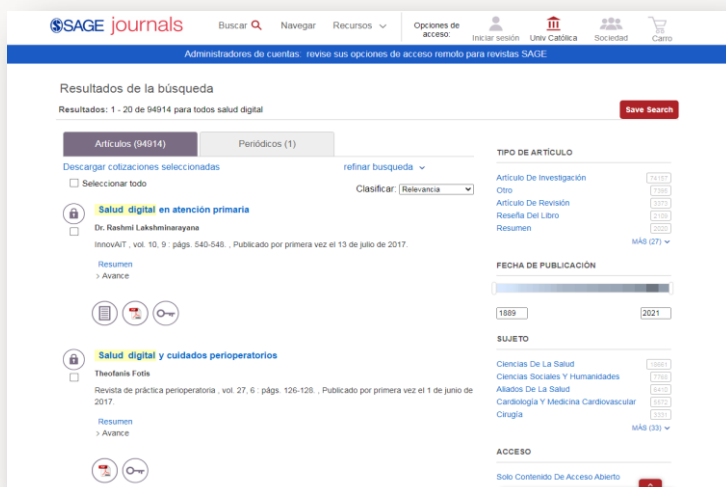 SAGE journals
Buscar
Navegar
Recursos
Opciones de
acceso:
Iniciar sesión
Univ Católica
Sociedad
Carro
Administradores de cuentas: revise sus opciones de acceso remoto para revistas SAGE
Resultados de la búsqueda
Resultados: 1 - 20 de 94914 para todos salud digital
Save Search
Artículos (94914)
Periódicos (1)
Descargar cotizaciones seleccionadas
refinar busqueda
Seleccionar todo
Clasificar: Relevancia
Salud digital en atención primaria
Dr. Rashmi Lakshminarayana
InnovAiT , vol. 10, 9 : págs. 540-546. , Publicado por primera vez el 13 de julio de 2017.
Resumen
> Avance
Salud digital y cuidados perioperatorios
Theofanis Fotis
Revista de práctica perioperatoria , vol. 27, 6 : págs. 126-128. , Publicado por primera vez el 1 de junio de
2017.
Resumen
> Avance
TIPO DE ARTÍCULO
Artículo De Investigación
Otro
Artículo De Revisión
Reseña Del Libro
Resumen
MÁS (27)
FECHA DE PUBLICACIÓN
1889
2021
SUJETO
Ciencias De La Salud
Ciencias Sociales Y Humanidades
Aliados De La Salud
Cardiología Y Medicina Cardiovascular
Cirugía
MÁS (33)
ACCESO
Solo Contenido De Acceso Abierto